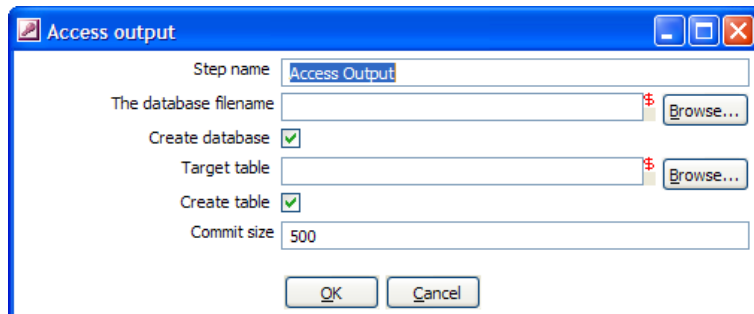 Access output
Step name Access Output
The database filename $ Browse...
Create database
Target table $ Browse...
Create table
Commit size 500
OK Cancel